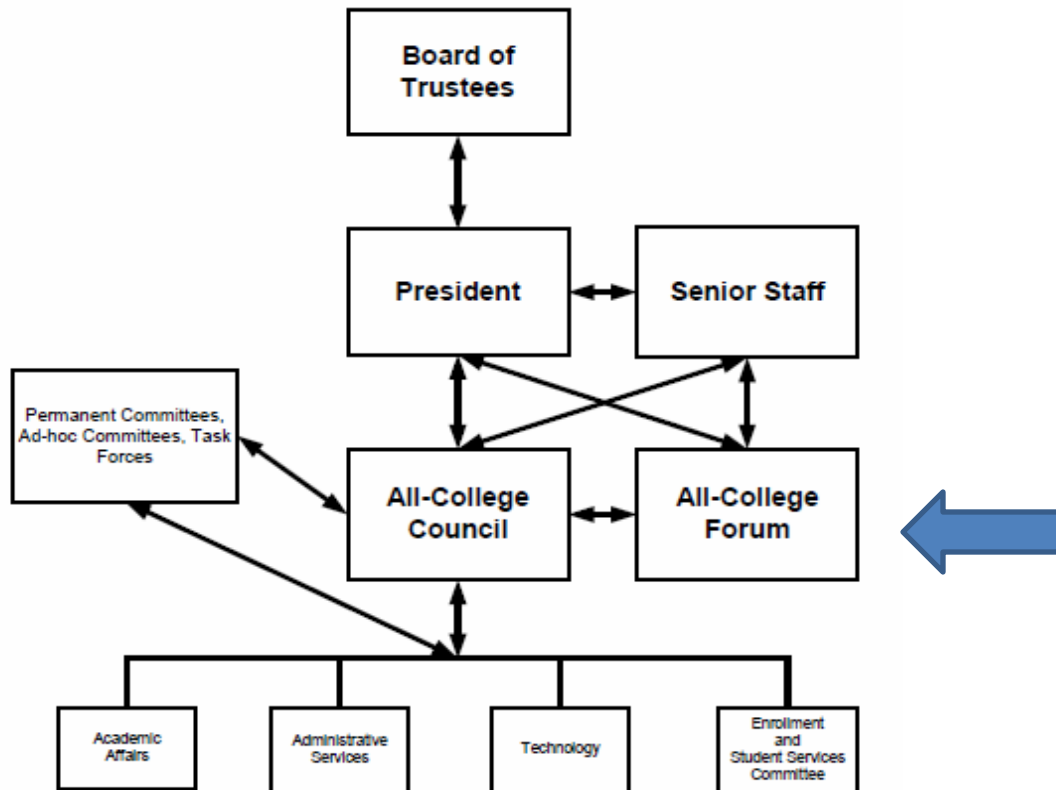 Board of
Trustees
President
Senior Staff
Permanent Committees,
Ad-hoc Committees, Task
Forces
All-College
Council
All-College
Forum
Academic
Affairs
Administrative
Services
Technology
Enrollment
and
Student Services
Committee